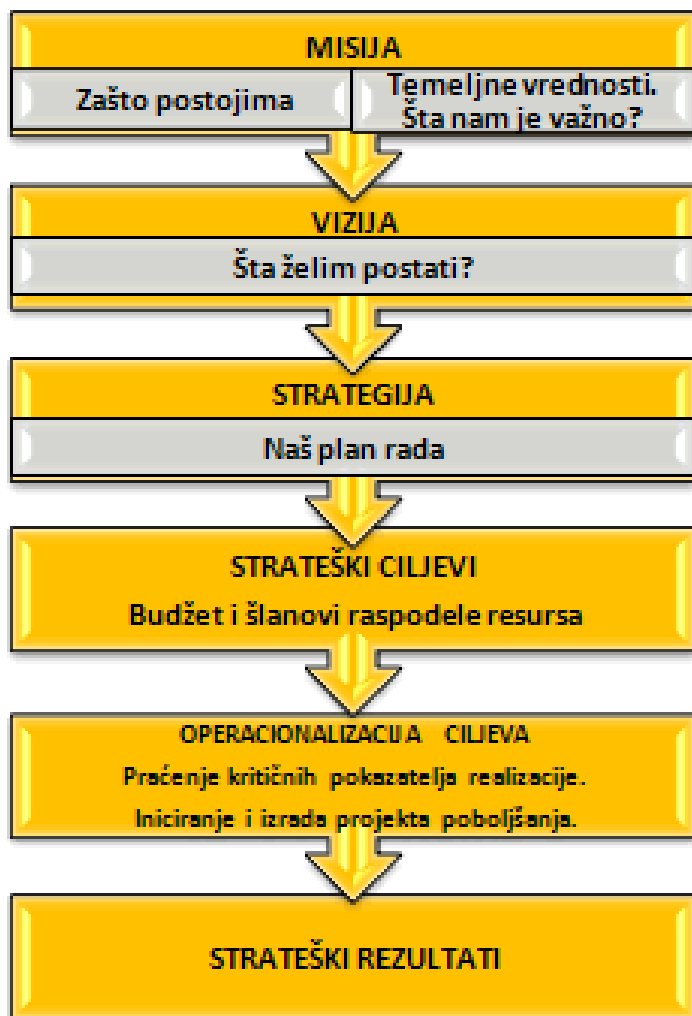 MISIJA
Zašto postojima
Temeljne vrednosti.
Šta nam je važno?
VIZIJA
Šta želim postati?
STRATEGIJA
Naš plan rada
STRATEŠKI CILJEVI
Budžet i šlanovi raspodele resursa
OPERACIONALIZACIJA CILJEVA
Praćenje kritičnih pokazatelja realizacije.
Iniciranje i izrada projekta poboljšanja.
STRATEŠKI REZULTATI